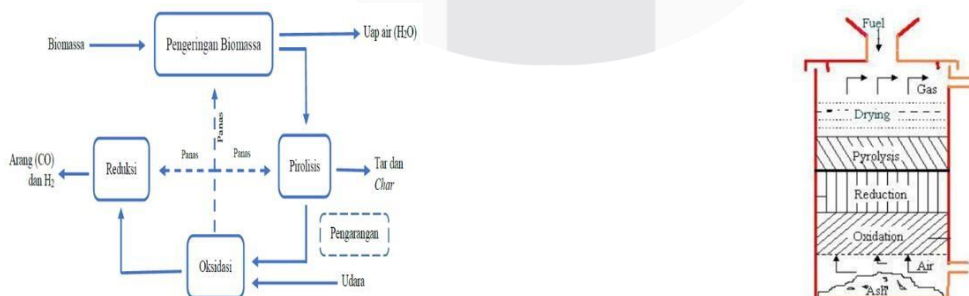 Biomassa
Pengeringan Biomassa
Uap air (H2O)
Panas
Panas
Panas
Arang (CO)
dan H2
Reduksi
Pirolisis
Tar dan
Char
Pengarangan
Oksidasi
Udara
Fuel
Gas
Drying
Pyrolysis
Reduction
Oxidation
Air
Ash